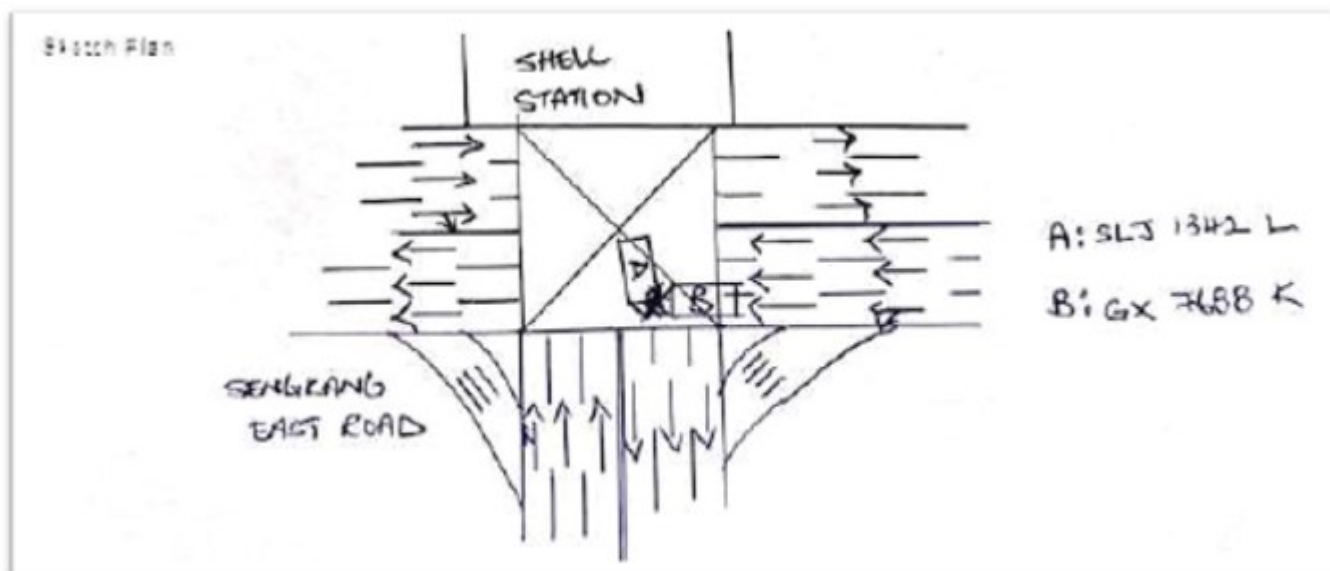 Sketch Plan
SHELL
STATION
A: SLJ 1342 L
B: GX 7688 K
A
B
SENGKANG
EAST ROAD